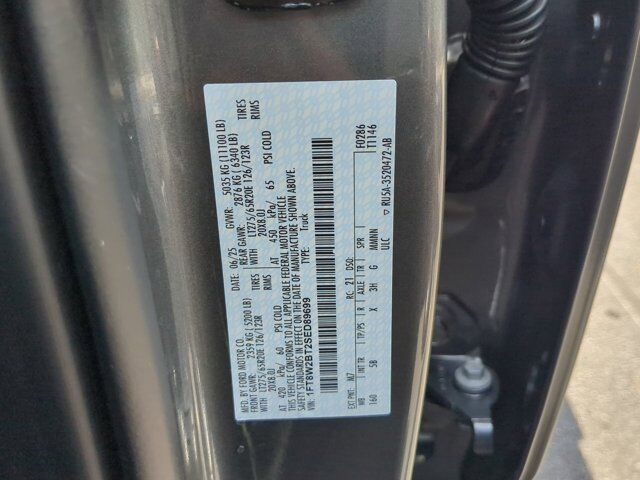 MFD. BY FORD MOTOR CO. DATE: 06/25 GVWR: 5035 KG (11100 LB)
FRONT GAWR: 2359 KG (5200 LB) REAR GAWR: 2876 KG (6340 LB)
WITH LT275/65R20E 126/123R TIRES WITH LT275/65R20E 126/123R TIRES
20X8.0J RIMS 20X8.0J RIMS
AT 420 kPa/ 60 PSI COLD AT 450 kPa/ 65 PSI COLD
THIS VEHICLE CONFORMS TO ALL APPLICABLE FEDERAL MOTOR VEHICLE
SAFETY STANDARDS IN EFFECT ON THE DATE OF MANUFACTURE SHOWN ABOVE.
VIN: 1FT8W2BT2SED89699 TYPE: Truck
F0286
T1146
EXT PNT: M7 RC: 21 DSO:
WB INT TR TP/PS R AXLE TR SPR
160 5B X 3H G MAMIN
ULC
▽ RU5A-3520472-AB